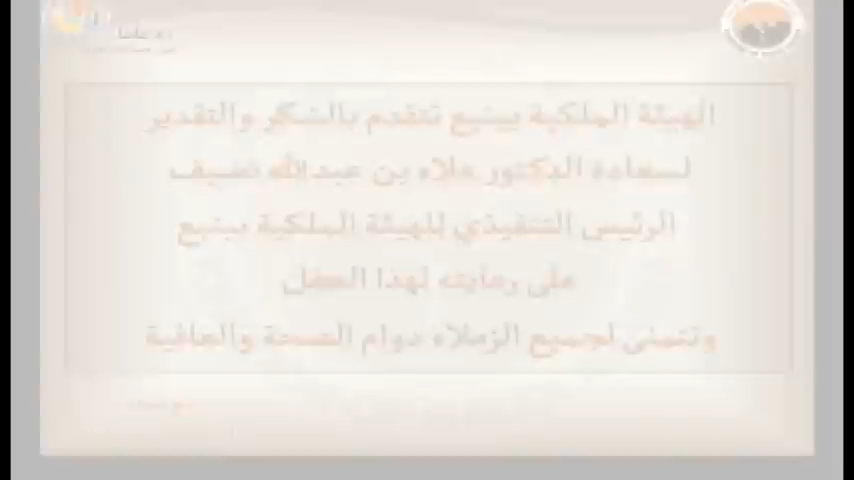 الهيئة الملكية بينبع تتقدم بالشكر والتقدير
لسعادة الدكتور علاء بن عبدالله نصيف
الرئيس التنفيذي للهيئة الملكية بينبع
على رعايته لهذا الحفل
وتتمنى لجميع الزملاء دوام الصحة والعافية